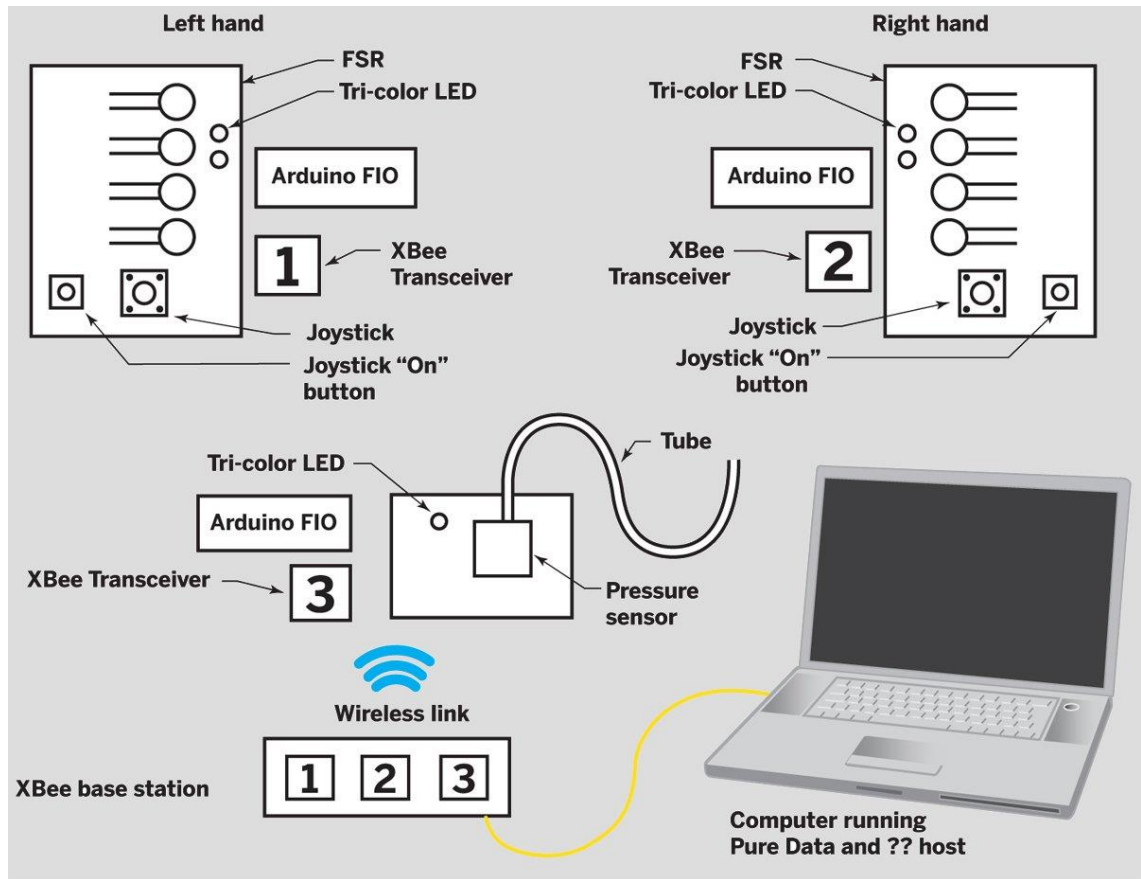 Left hand
FSR
Tri-color LED
Arduino FIO
1
XBee
Transceiver
Joystick
Joystick “On”
button
Right hand
FSR
Tri-color LED
Arduino FIO
XBee
Transceiver
2
Joystick
Joystick “On”
button
Tri-color LED
Tube
Arduino FIO
XBee Transceiver
3
Pressure
sensor
Wireless link
XBee base station
1 2 3
Computer running
Pure Data and ?? host